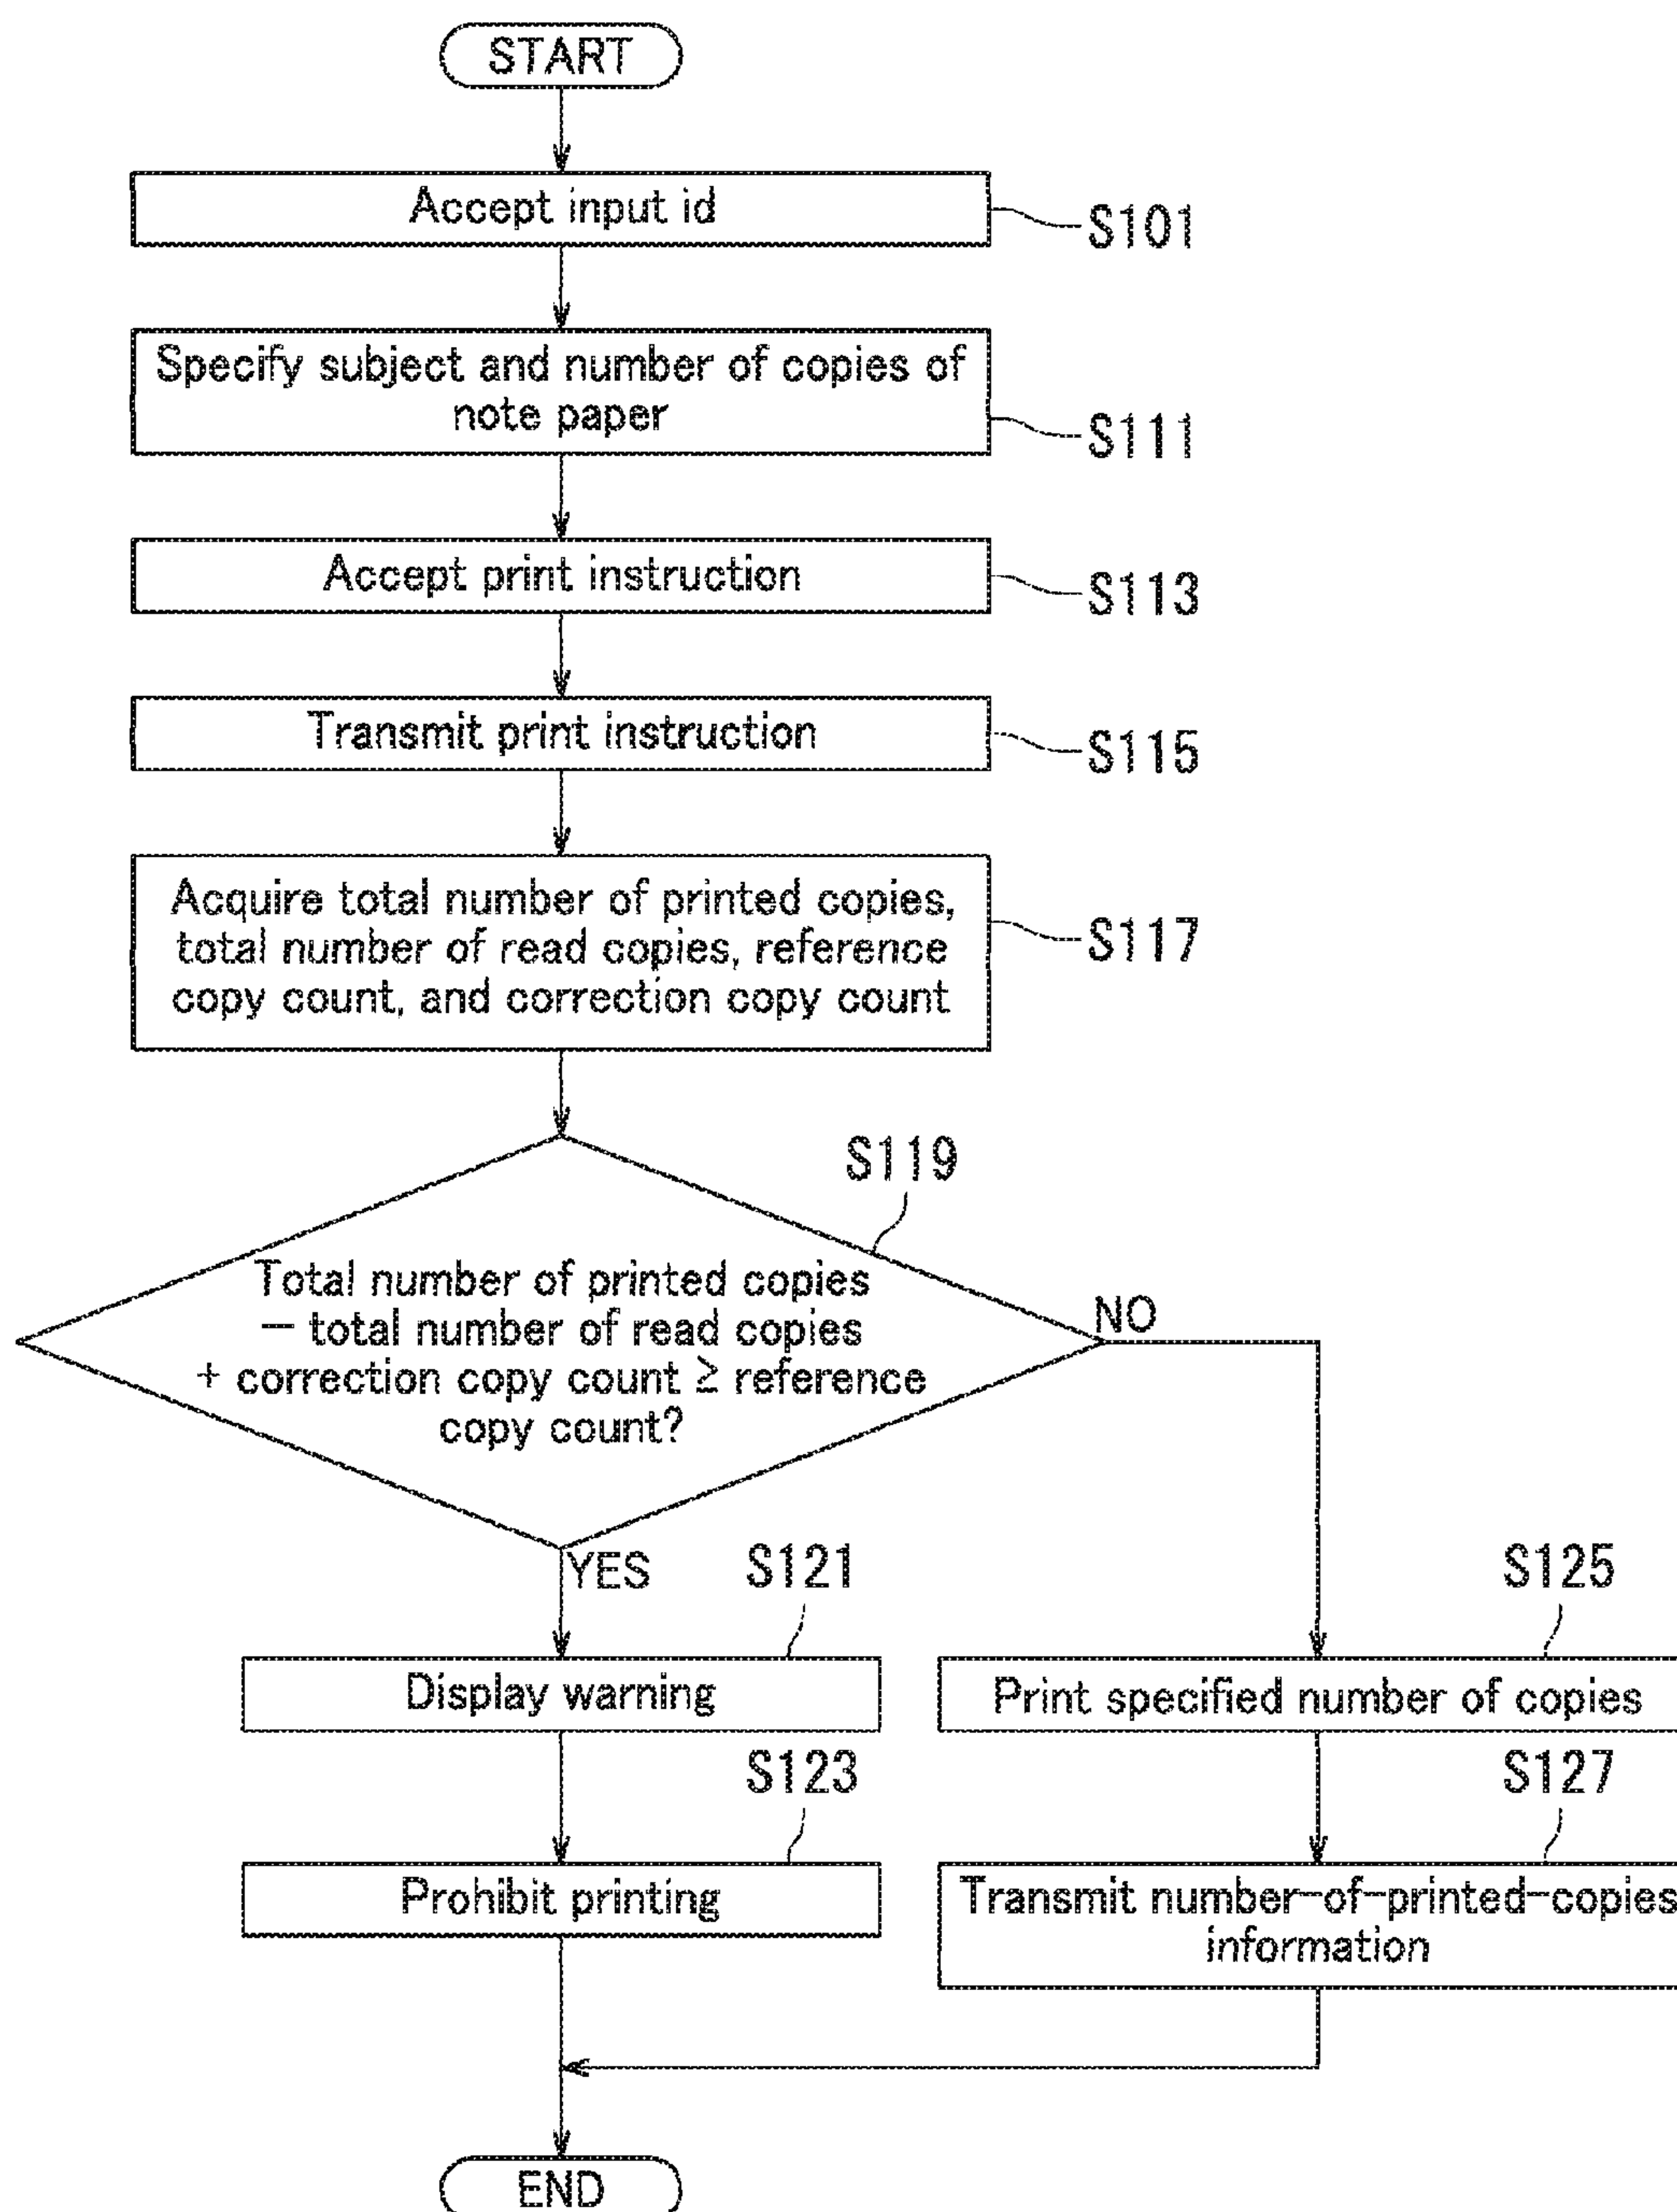 START
Accept input id
S101
Specify subject and number of copies of
note paper
S111
Accept print instruction
S113
Transmit print instruction
S115
Acquire total number of printed copies,
total number of read copies, reference
copy count, and correction copy count
S117
S119
Total number of printed copies
— total number of read copies
+ correction copy count ≥ reference
copy count?
NO
YES
S121
Display warning
S123
Prohibit printing
S125
Print specified number of copies
S127
Transmit number-of-printed-copies
information
END